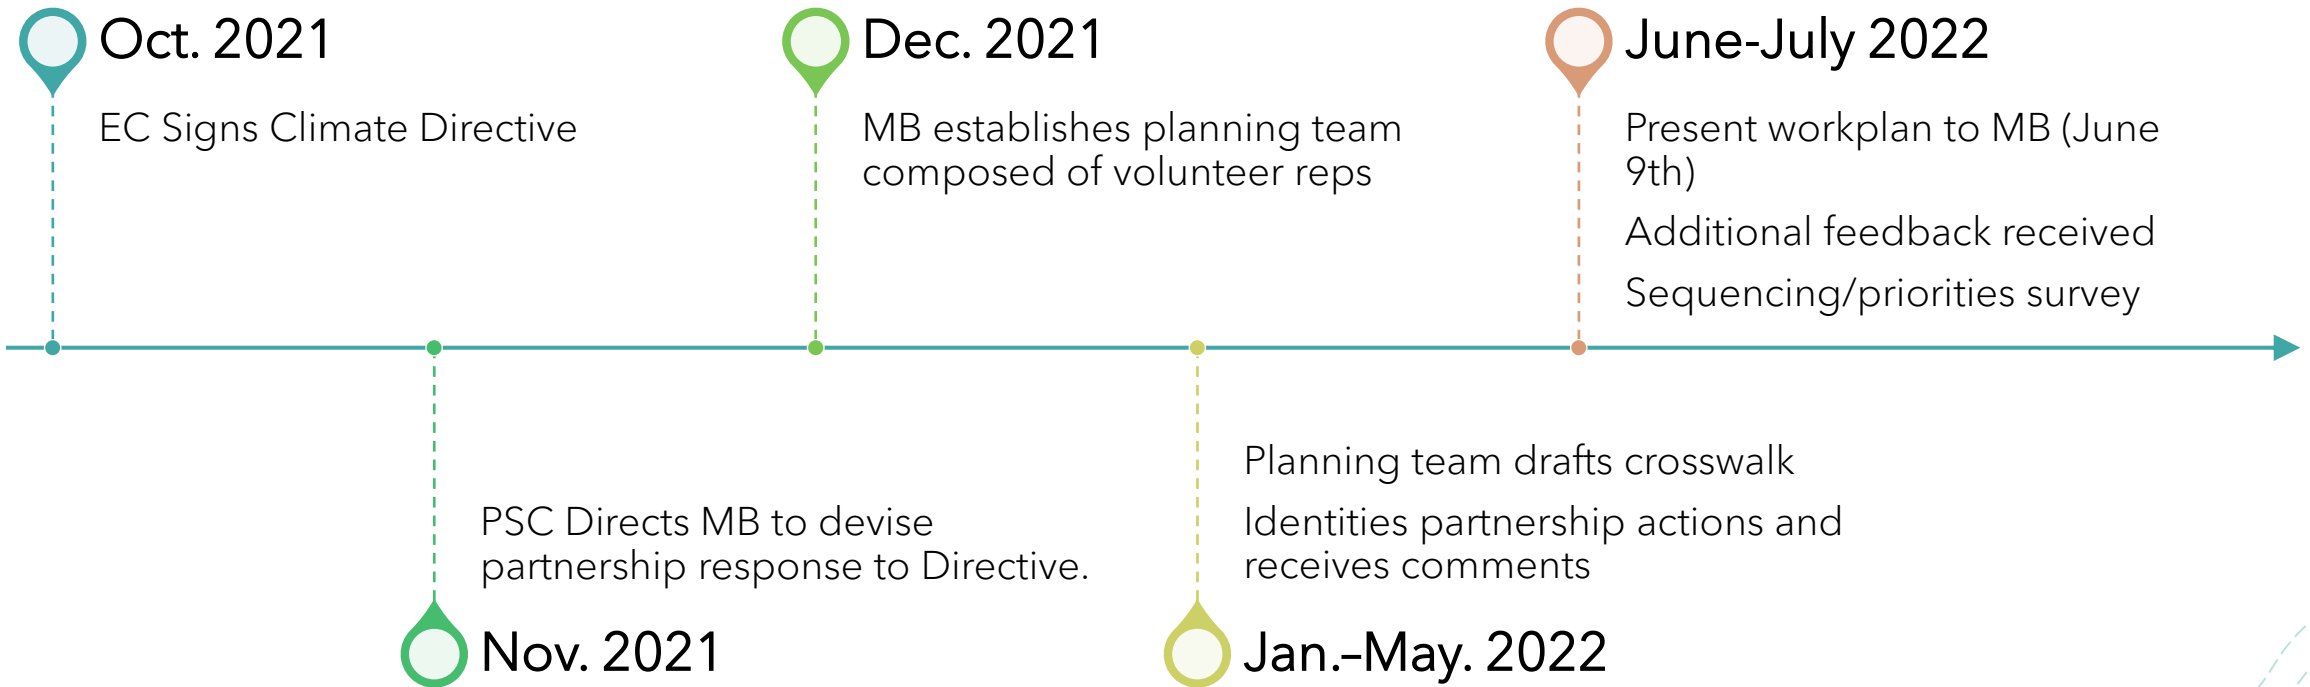 Oct. 2021
EC Signs Climate Directive
PSC Directs MB to devise
partnership response to Directive.
Nov. 2021
Dec. 2021
MB establishes planning team
composed of volunteer reps
Planning team drafts crosswalk
Identities partnership actions and
receives comments
Jan.–May. 2022
June-July 2022
Present workplan to MB (June
9th)
Additional feedback received
Sequencing/priorities survey